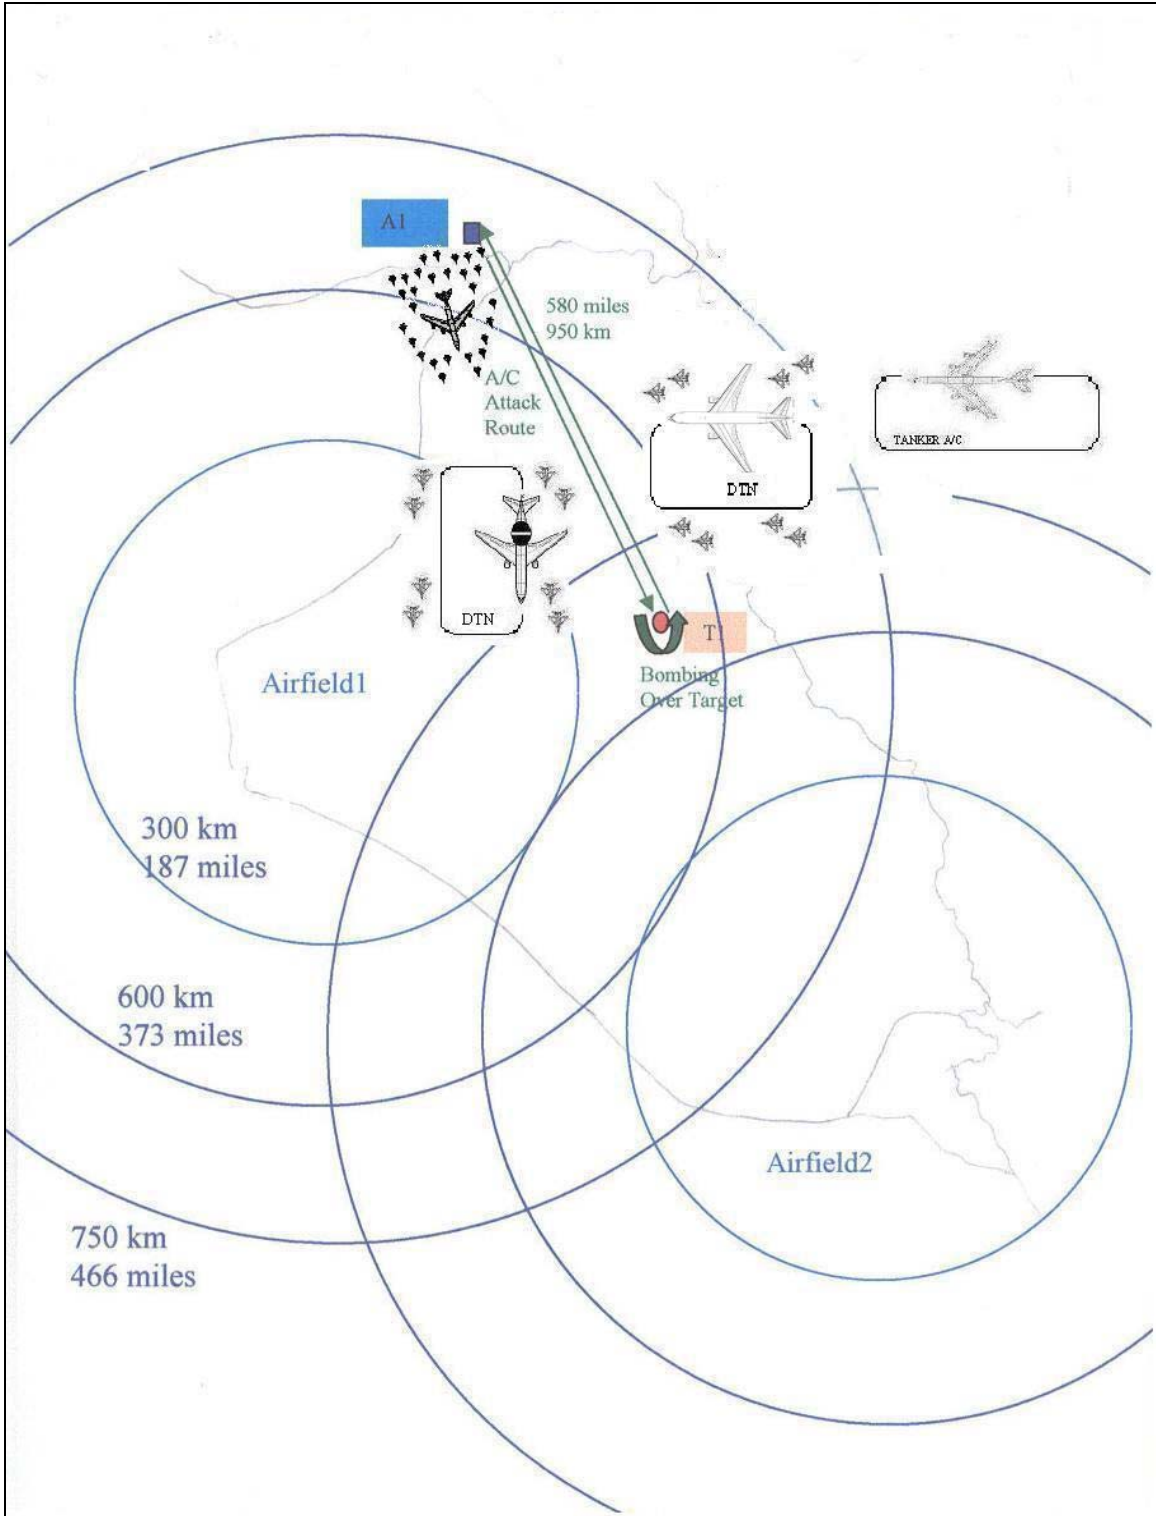 A1
580 miles
950 km
A/C
Attack
Route
TANKER A/C
DTN
DTN
T1
Bombing
Over Target
Airfield1
300 km
187 miles
600 km
373 miles
Airfield2
750 km
466 miles